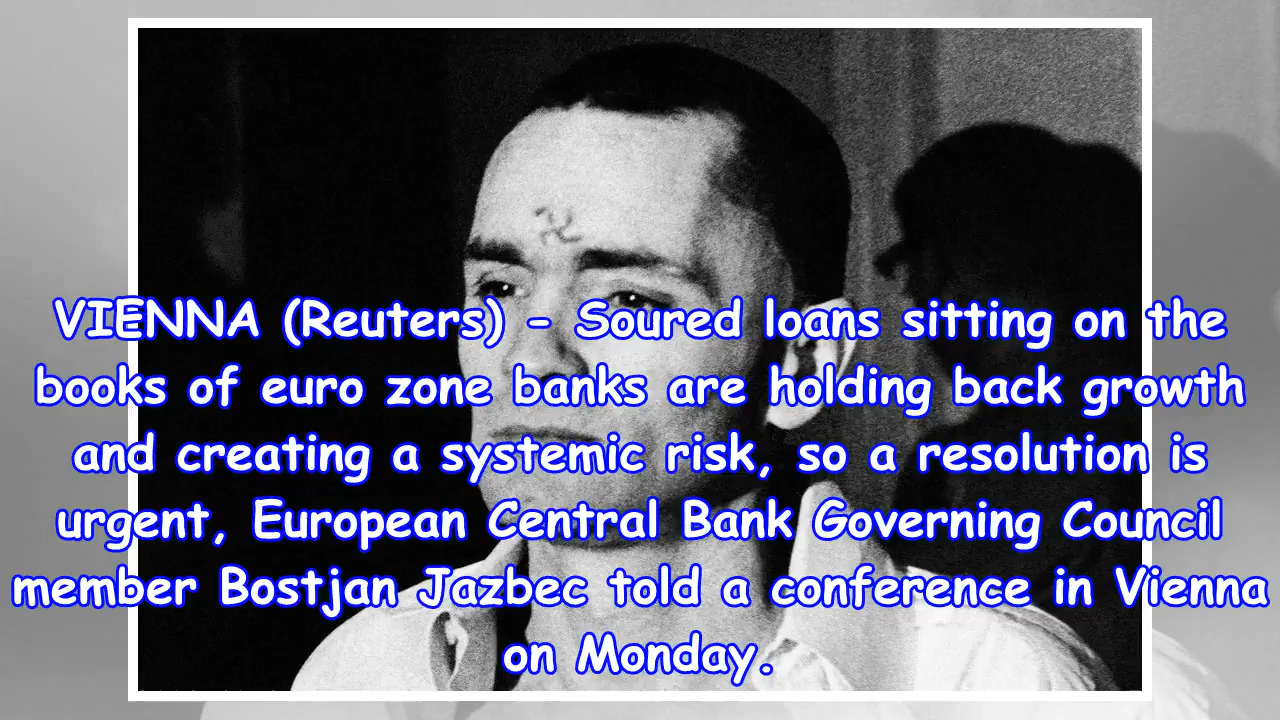 VIENNA (Reuters) - Soured loans sitting on the
books of euro zone banks are holding back growth
and creating a systemic risk, so a resolution is
urgent, European Central Bank Governing Council
member Bostjan Jazbec told a conference in Vienna
on Monday.